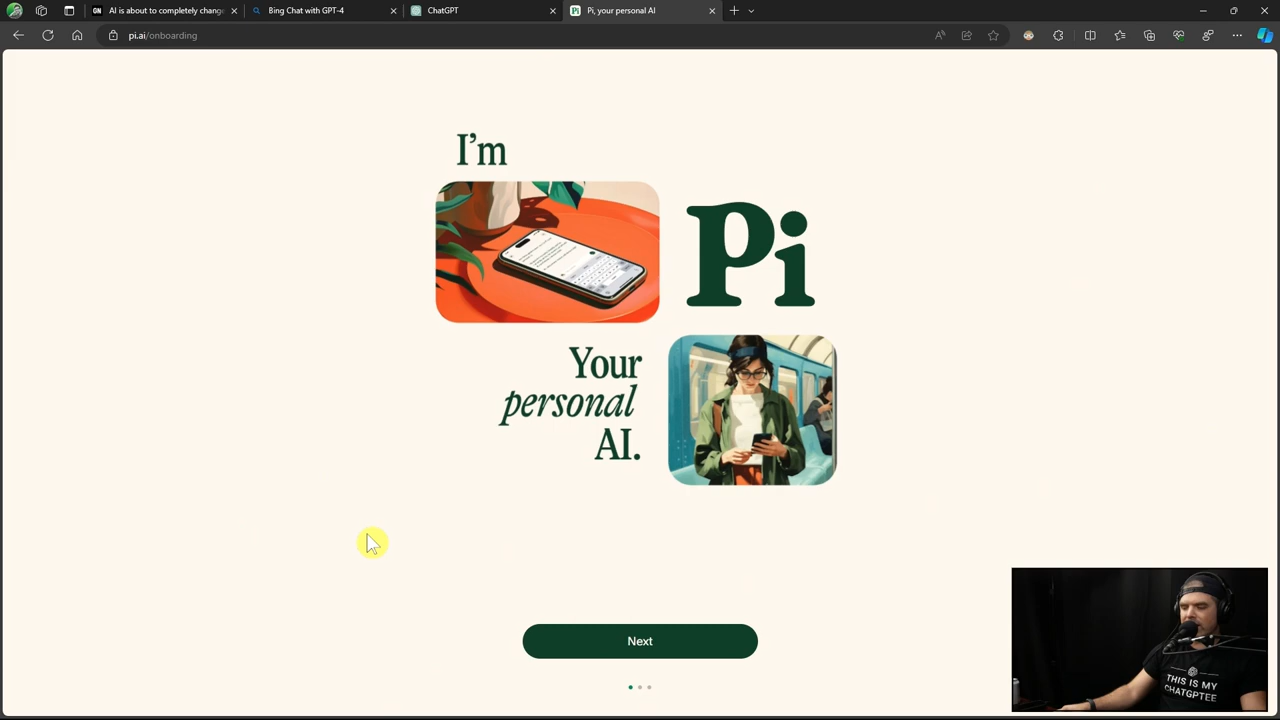 AI is about to completely change
Bing Chat with GPT-4
ChatGPT
Pi, your personal AI
pi.ai/onboarding
I'm
Pi
Your
personal
AI.
Next
THIS IS MY
CHATGPTEE